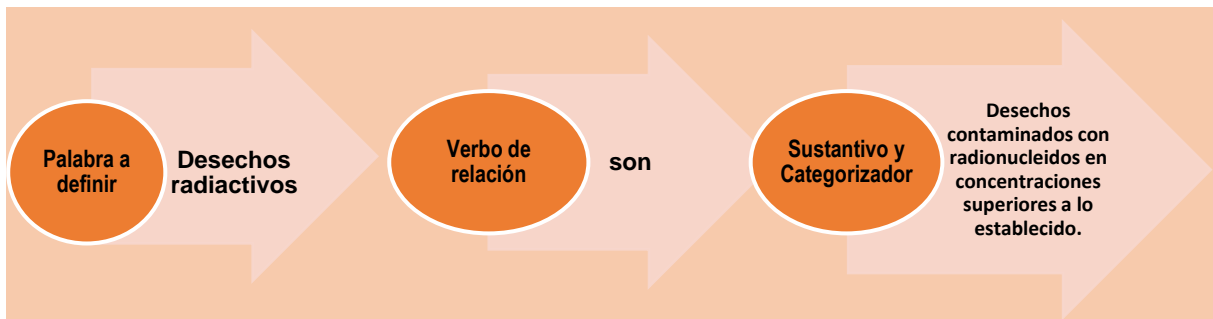 Palabra a
definir
Desechos
radiactivos
Verbo de
relación
son
Sustantivo y
Categorizador
Desechos
contaminados con
radionucleidos en
concentraciones
superiores a lo
establecido.